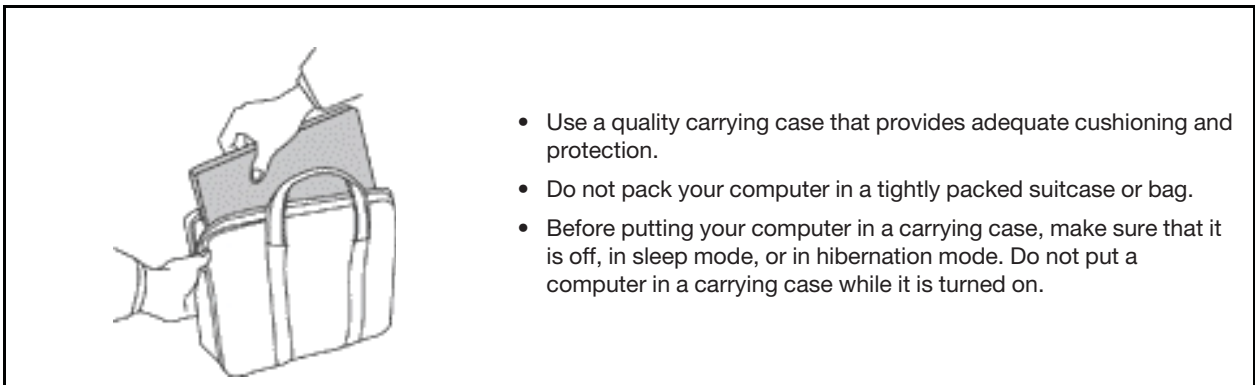 • Use a quality carrying case that provides adequate cushioning and
protection.
• Do not pack your computer in a tightly packed suitcase or bag.
• Before putting your computer in a carrying case, make sure that it
is off, in sleep mode, or in hibernation mode. Do not put a
computer in a carrying case while it is turned on.